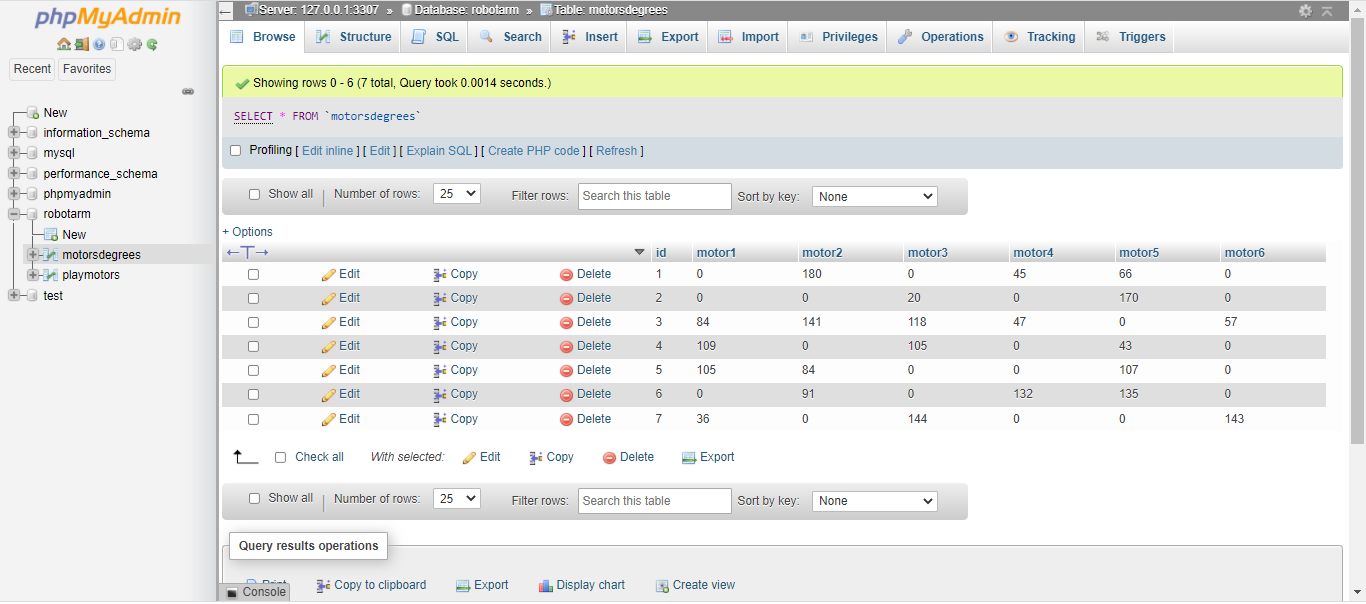 phpMyAdmin
Recent Favorites
New
information_schema
mysql
performance_schema
phpmyadmin
robotarm
New
motorsdegrees
playmotors
test
Server: 127.0.0.1:3307 » Database: robotarm » Table: motorsdegrees
Browse Structure SQL Search Insert Export Import Privileges Operations Tracking Triggers
Showing rows 0 - 6 (7 total, Query took 0.0014 seconds.)
SELECT * FROM `motorsdegrees`
Profiling [ Edit inline ] [ Edit ] [ Explain SQL ] [ Create PHP code ] [ Refresh ]
Show all | Number of rows: 25 Filter rows: Search this table Sort by key: None
+ Options
←T→ id motor1 motor2 motor3 motor4 motor5 motor6
Edit Copy Delete 1 0 180 0 45 66 0
Edit Copy Delete 2 0 0 20 0 170 0
Edit Copy Delete 3 84 141 118 47 0 57
Edit Copy Delete 4 109 0 105 0 43 0
Edit Copy Delete 5 105 84 0 0 107 0
Edit Copy Delete 6 0 91 0 132 135 0
Edit Copy Delete 7 36 0 144 0 0 143
Check all With selected: Edit Copy Delete Export
Show all | Number of rows: 25 Filter rows: Search this table Sort by key: None
Query results operations
Print Copy to clipboard Export Display chart Create view
Console